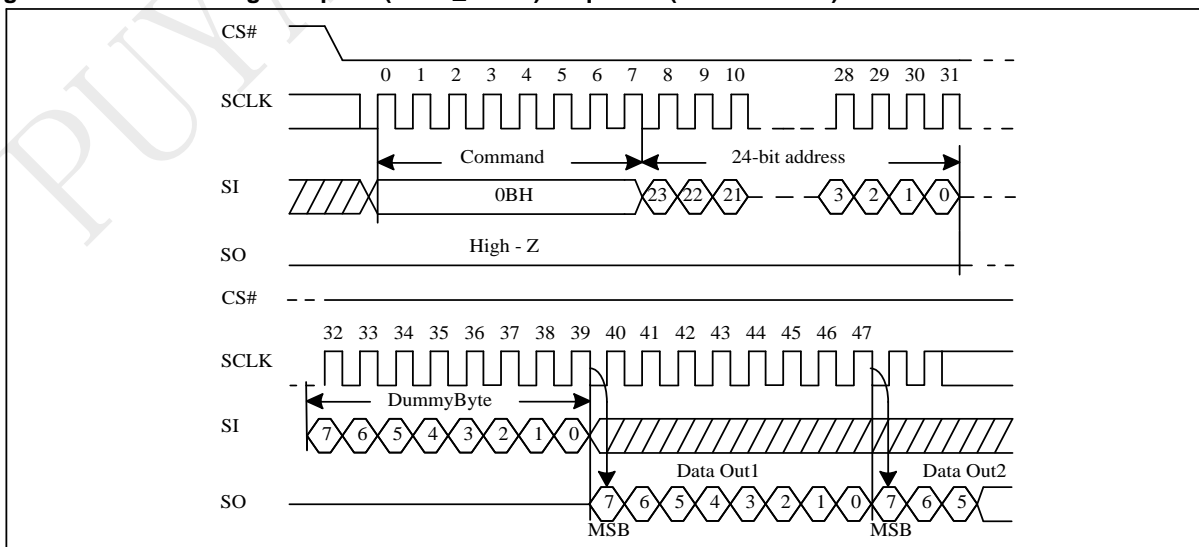 PUYA
CS#
0 1 2 3 4 5 6 7 8 9 10 28 29 30 31
SCLK
Command 24-bit address
SI 0BH 23 22 21 3 2 1 0
SO High - Z
CS#
32 33 34 35 36 37 38 39 40 41 42 43 44 45 46 47
SCLK
DummyByte
SI 7 6 5 4 3 2 1 0
Data Out1 Data Out2
SO 7 6 5 4 3 2 1 0 7 6 5
MSB MSB